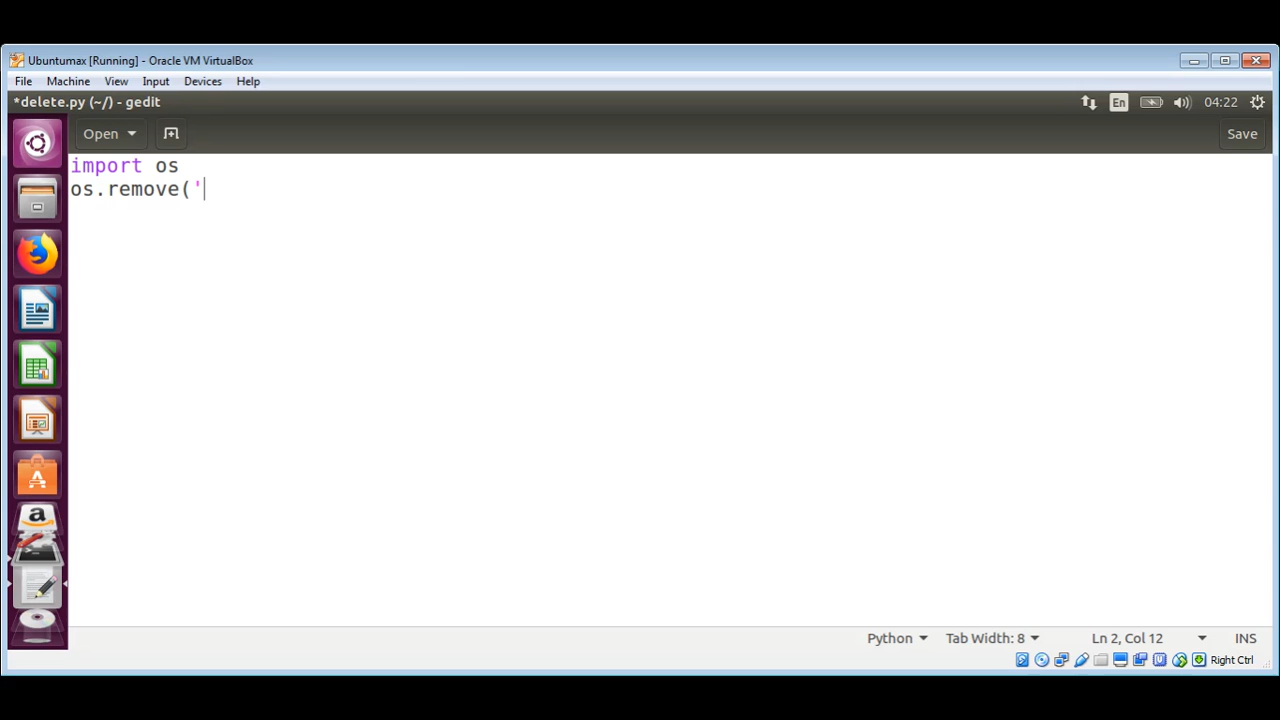 Ubuntumax [Running] - Oracle VM VirtualBox
File Machine View Input Devices Help
*delete.py (~/) - gedit En 04:22
Open Save
import os
os.remove('
Python Tab Width: 8 Ln 2, Col 12 INS
Right Ctrl